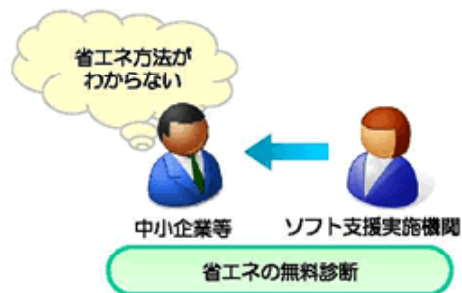 省エネ方法が
わからない
中小企業等
ソフト支援実施機関
省エネの無料診断